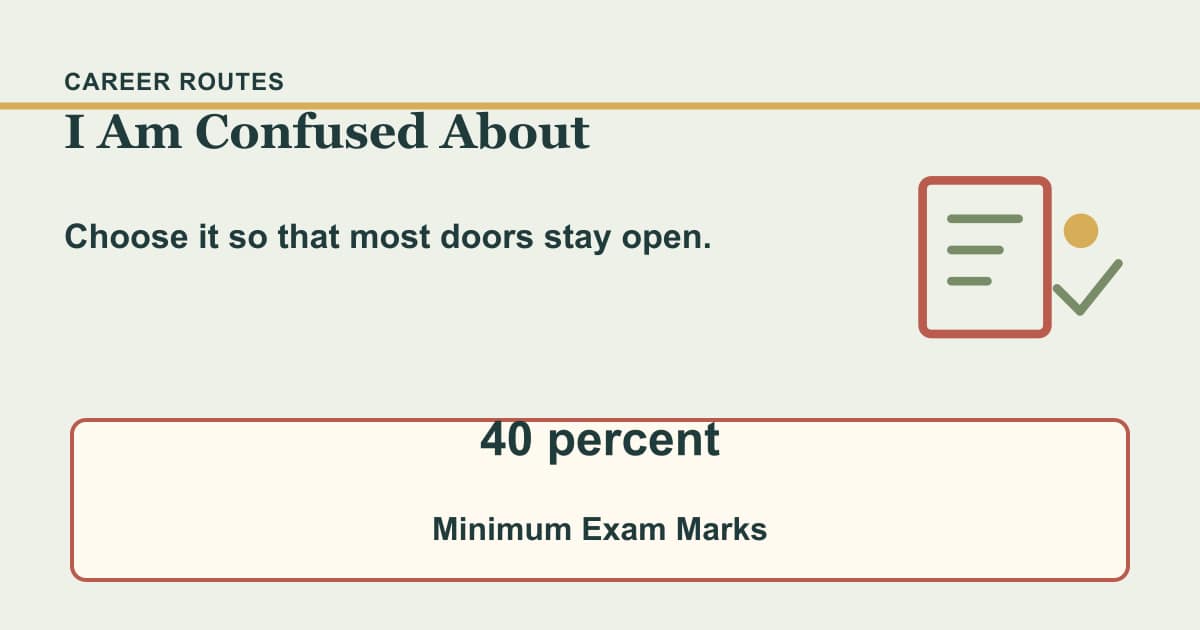 CAREER ROUTES
I Am Confused About
Choose it so that most doors stay open.
40 percent
Minimum Exam Marks